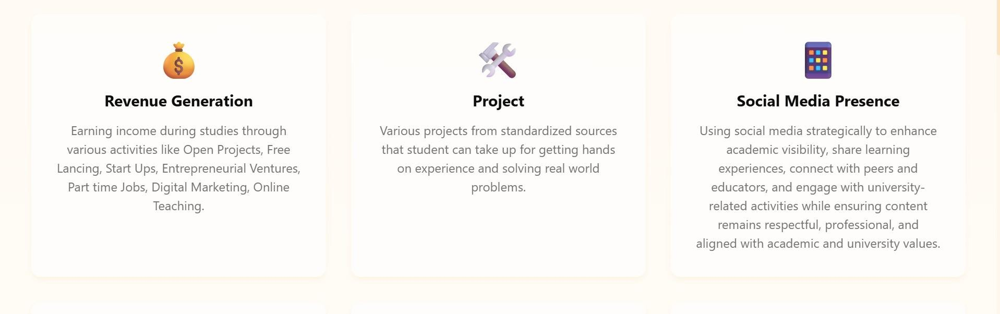 Revenue Generation
Earning income during studies through
various activities like Open Projects, Free
Lancing, Start Ups, Entrepreneurial Ventures,
Part time Jobs, Digital Marketing, Online
Teaching.
Project
Various projects from standardized sources
that student can take up for getting hands
on experience and solving real world
problems.
Social Media Presence
Using social media strategically to enhance
academic visibility, share learning
experiences, connect with peers and
educators, and engage with university-
related activities while ensuring content
remains respectful, professional, and
aligned with academic and university values.